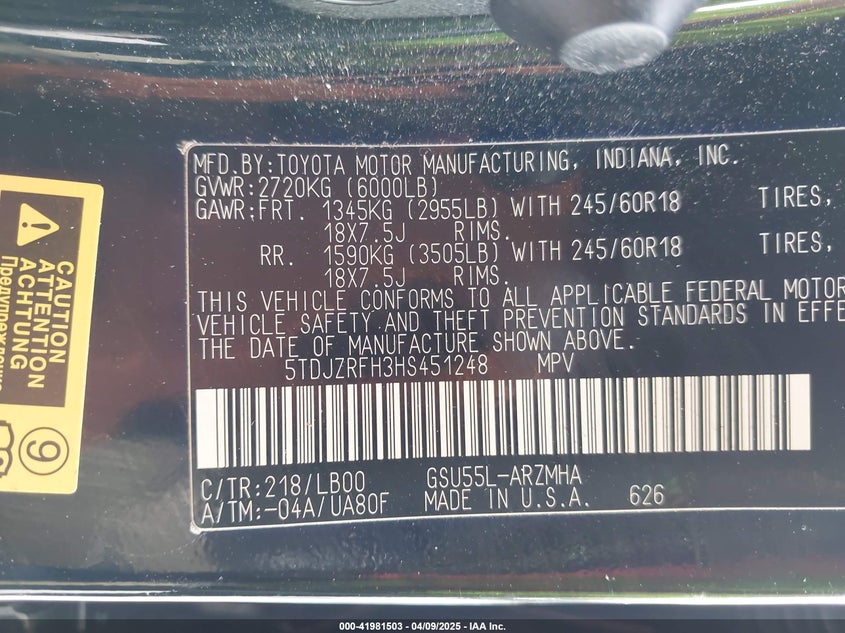 MFD.BY:TOYOTA MOTOR MANUFACTURING, INDIANA, INC.
GVWR:2720KG (6000LB)
GAWR:FRT. 1345KG (2955LB) WITH 245/60R18 TIRES,
18X7.5J RIMS.
RR. 1590KG (3505LB) WITH 245/60R18 TIRES,
18X7.5J RIMS.
THIS VEHICLE CONFORMS TO ALL APPLICABLE FEDERAL MOTOR
VEHICLE SAFETY AND THEFT PREVENTION STANDARDS IN EFFE
THE DATE OF MANUFACTURE SHOWN ABOVE.
5TDJZRFH3HS451248 MPV
C/TR:218/LB00 GSU55L-ARZMHA
A/TM:-04A/UA80F MADE IN U.S.A. 626
CAUTION
ATTENTION
ACHTUNG
9
000-41981503 - 04/09/2025 - IAA Inc.